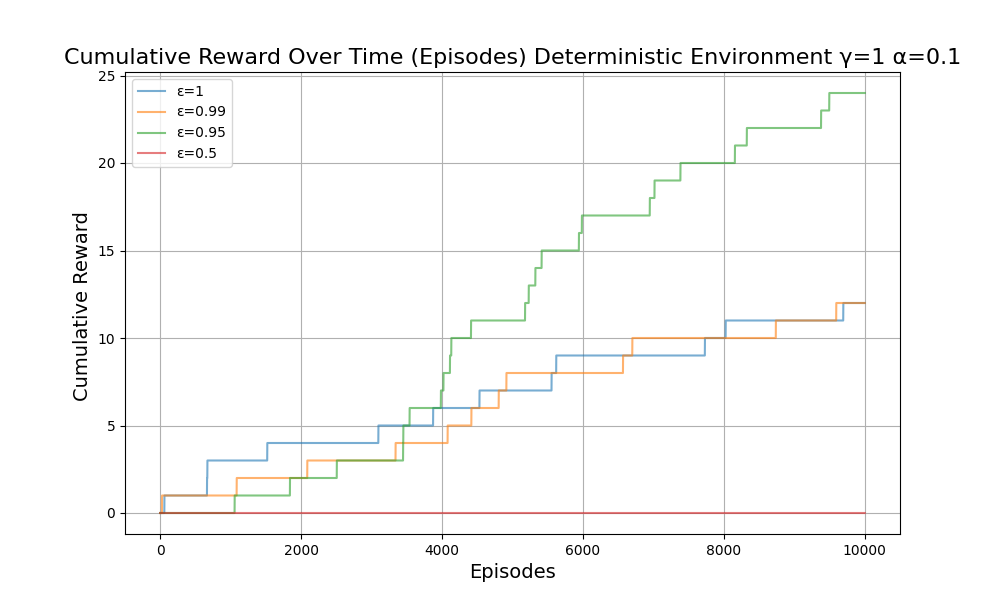 Cumulative Reward Over Time (Episodes) Deterministic Environment γ=1 α=0.1
ε=1
ε=0.99
ε=0.95
ε=0.5
Cumulative Reward
25
20
15
10
5
0
0 2000 4000 6000 8000 10000
Episodes